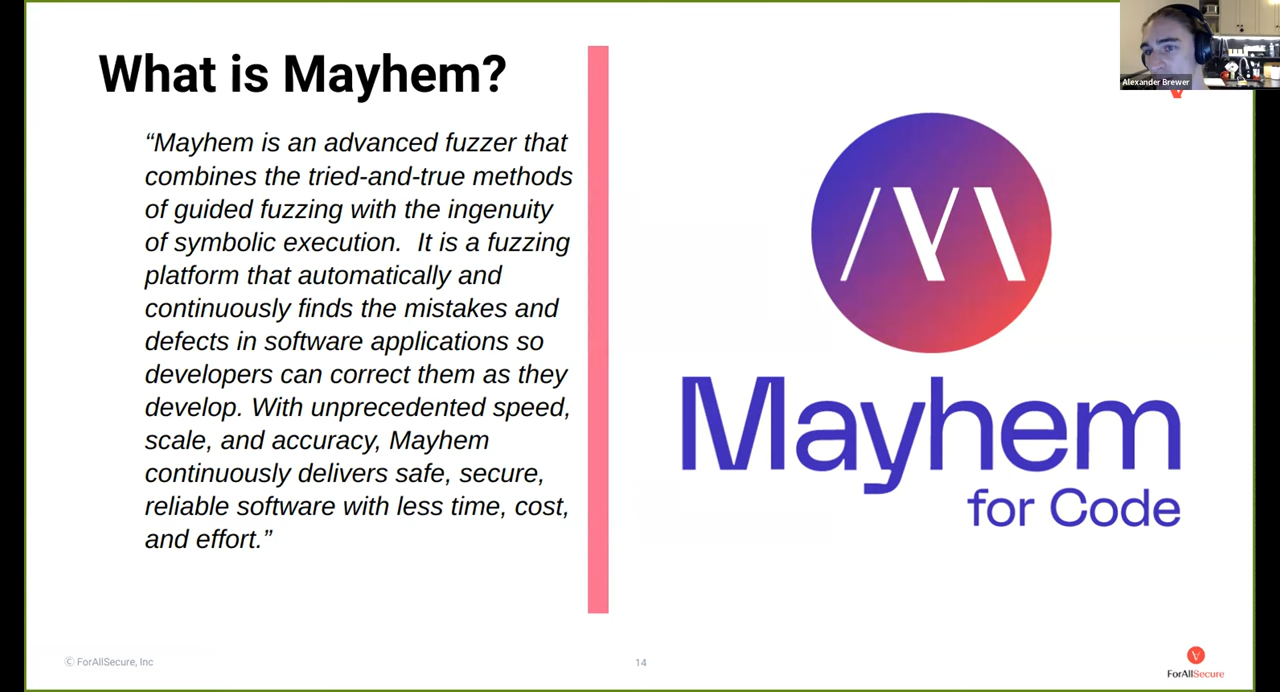 What is Mayhem?
“Mayhem is an advanced fuzzer that
combines the tried-and-true methods
of guided fuzzing with the ingenuity
of symbolic execution.  It is a fuzzing
platform that automatically and
continuously finds the mistakes and
defects in software applications so
developers can correct them as they
develop. With unprecedented speed,
scale, and accuracy, Mayhem
continuously delivers safe, secure,
reliable software with less time, cost,
and effort.”
Mayhem
for Code
Alexander Brewer
© ForAllSecure, Inc
14
ForAllSecure